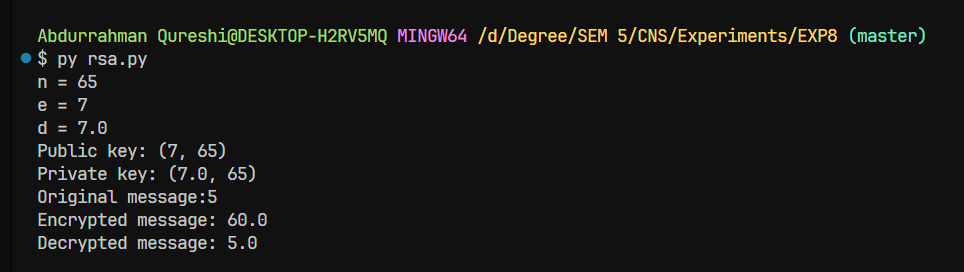 Abdurrahman Qureshi@DESKTOP-H2RV5MQ MINGW64 /d/Degree/SEM 5/CNS/Experiments/EXP8 (master)
$ py rsa.py
n = 65
e = 7
d = 7.0
Public key: (7, 65)
Private key: (7.0, 65)
Original message:5
Encrypted message: 60.0
Decrypted message: 5.0